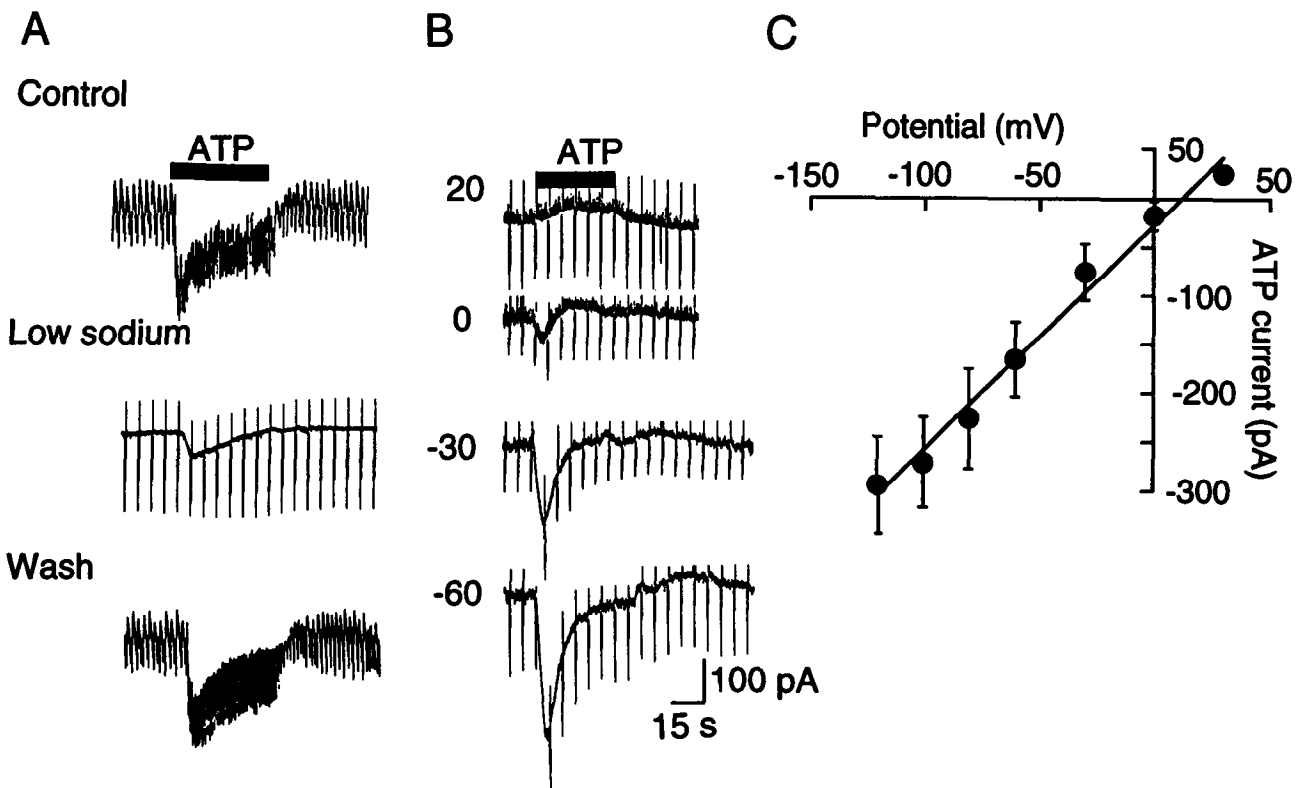 A
Control
ATP
Low sodium
Wash
B
ATP
20
0
-30
-60
100 pA
15 s
C
Potential (mV)
-150
-100
-50
50
50
-100
-200
-300
ATP current (pA)